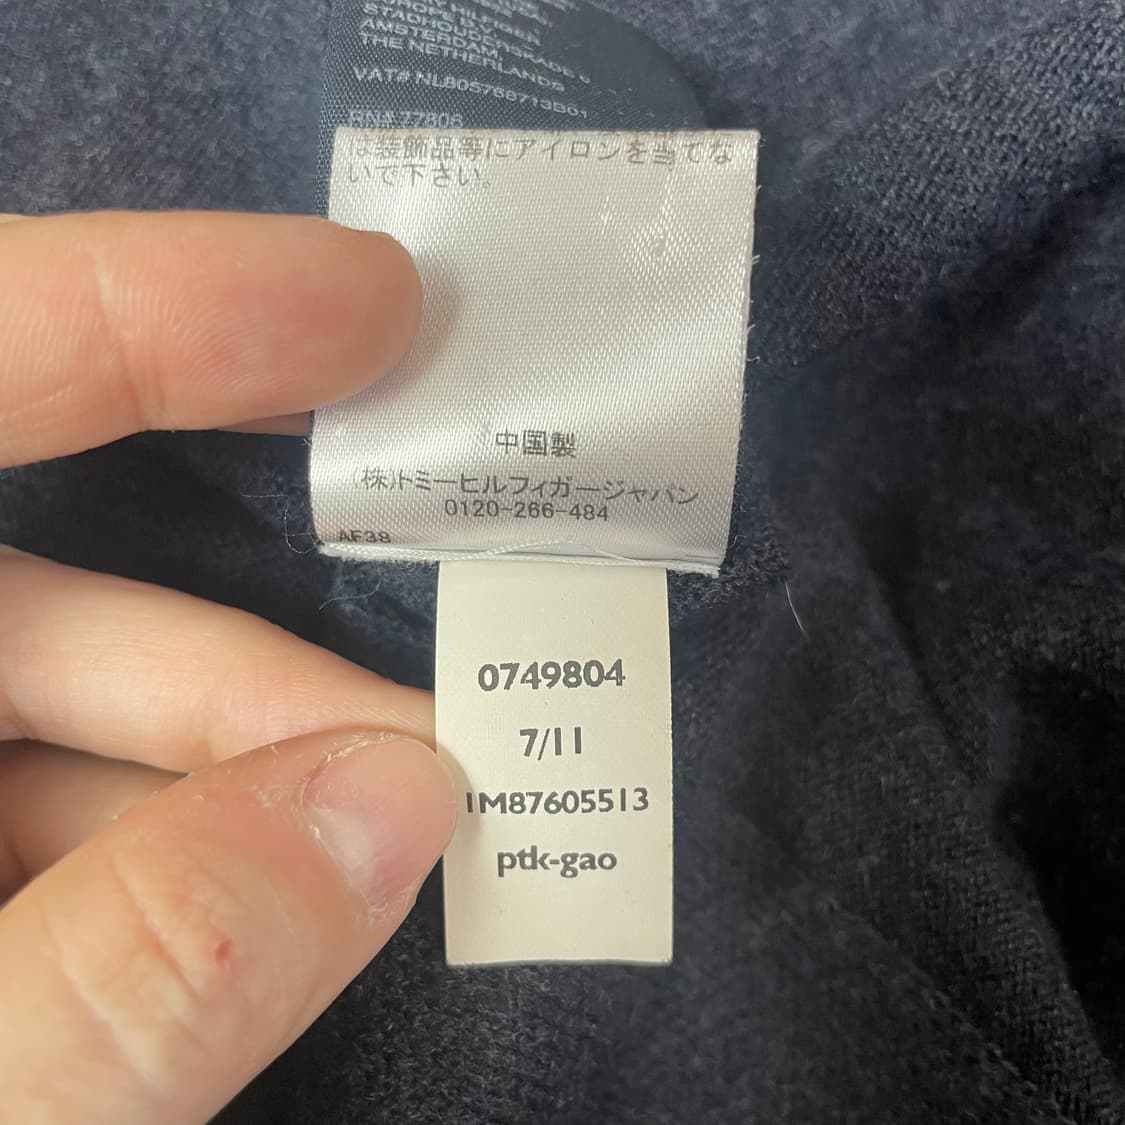 STADHOUDERSKADE 6
AMSTERDAM,
THE NETHERLANDS
VAT# NL805768713B01
RN# 77806
は装飾品等にアイロンを当てな
いで下さい。
中国製
(株)トミーヒルフィガージャパン
0120-266-484
AF38
0749804
7/11
1M87605513
ptk-gao